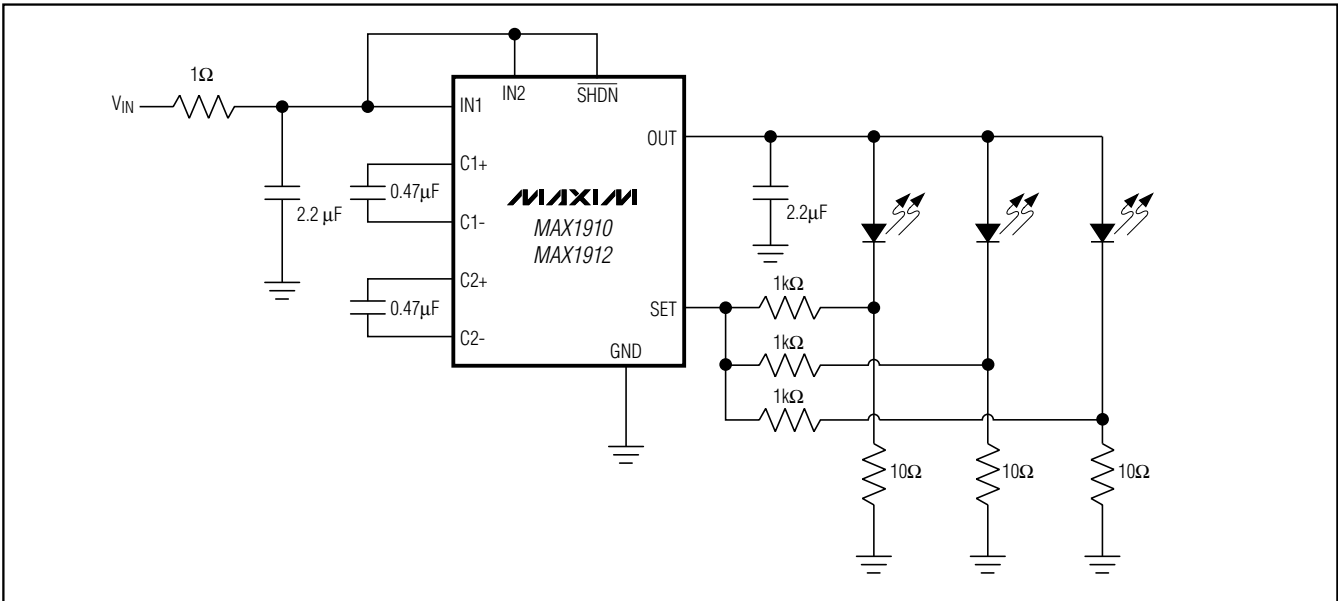 1Ω
VIN
IN1
IN2
SHDN
OUT
C1+
0.47μF
C1-
2.2 μF
MAXIM
MAX1910
MAX1912
2.2μF
C2+
0.47μF
C2-
SET
GND
1kΩ
1kΩ
1kΩ
10Ω
10Ω
10Ω